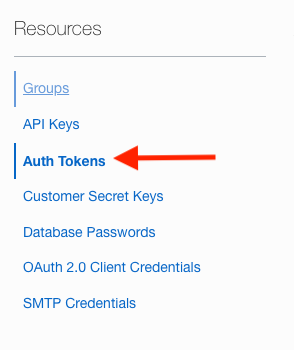 Resources
Groups
API Keys
Auth Tokens
Customer Secret Keys
Database Passwords
OAuth 2.0 Client Credentials
SMTP Credentials